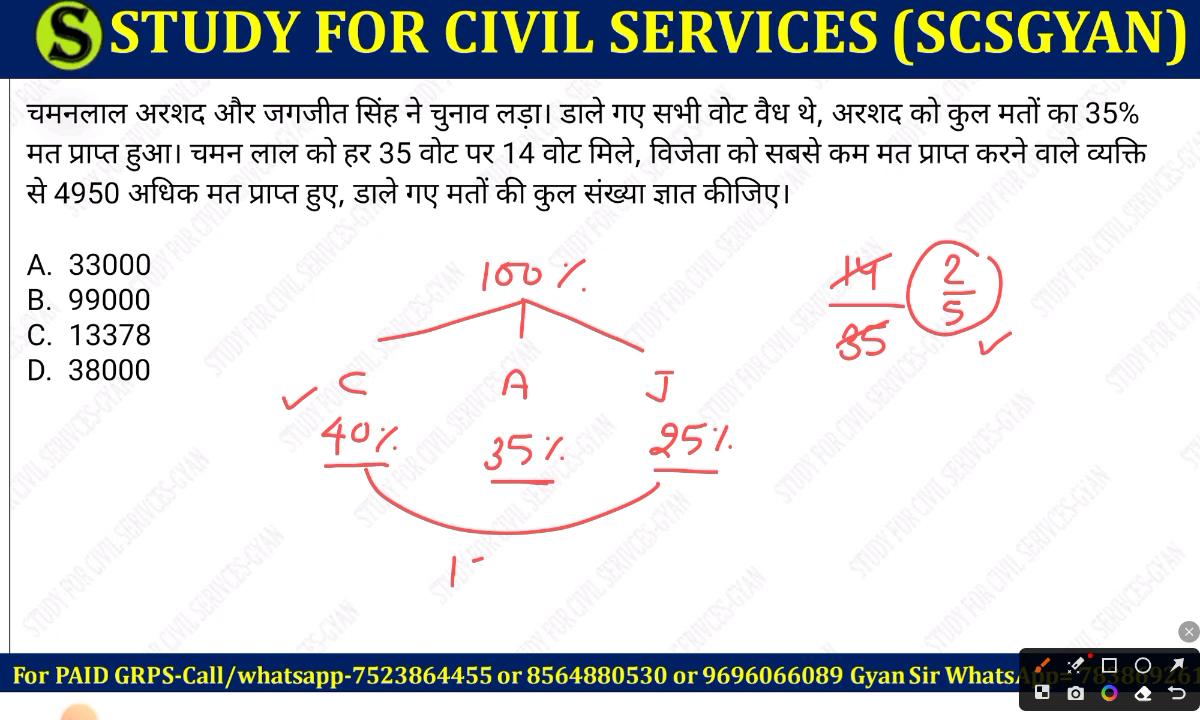 STUDY FOR CIVIL SERVICES (SCSGYAN)
चमनलाल अरशद और जगजीत सिंह ने चुनाव लड़ा। डाले गए सभी वोट वैध थे, अरशद को कुल मतों का 35%
मत प्राप्त हुआ। चमन लाल को हर 35 वोट पर 14 वोट मिले, विजेता को सबसे कम मत प्राप्त करने वाले व्यक्ति
से 4950 अधिक मत प्राप्त हुए, डाले गए मतों की कुल संख्या ज्ञात कीजिए।
A. 33000
B. 99000
C. 13378
D. 38000
100%
14/35 2/5
C A J
40% 35% 25%
For PAID GRPS-Call/whatsapp-7523864455 or 8564880530 or 9696066089 Gyan Sir Whats